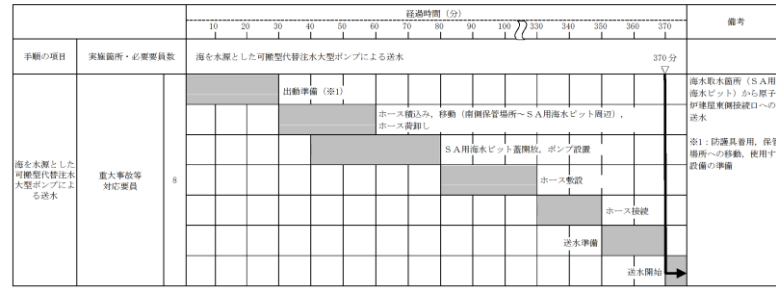 経過時間（分）
備考
10 20 30 40 50 60 70 80 90 100 330 340 350 360 370
手順の項目
実施箇所・必要要員数
海を水源とした可搬型代替注水大型ポンプによる送水
370分
▽
出動準備（※1）
ホース積込み，移動（南側保管場所～ＳＡ用海水ピット周辺），
ホース荷卸し
ＳＡ用海水ピット蓋開放，ポンプ設置
ホース敷設
ホース接続
送水準備
送水開始
海を水源とした
可搬型代替注水
大型ポンプによ
る送水
重大事故等
対応要員
8
海水取水箇所（ＳＡ用
海水ピット）から原子
炉建屋東側接続口への
送水
※1：防護具着用，保管
場所への移動，使用す
設備の準備